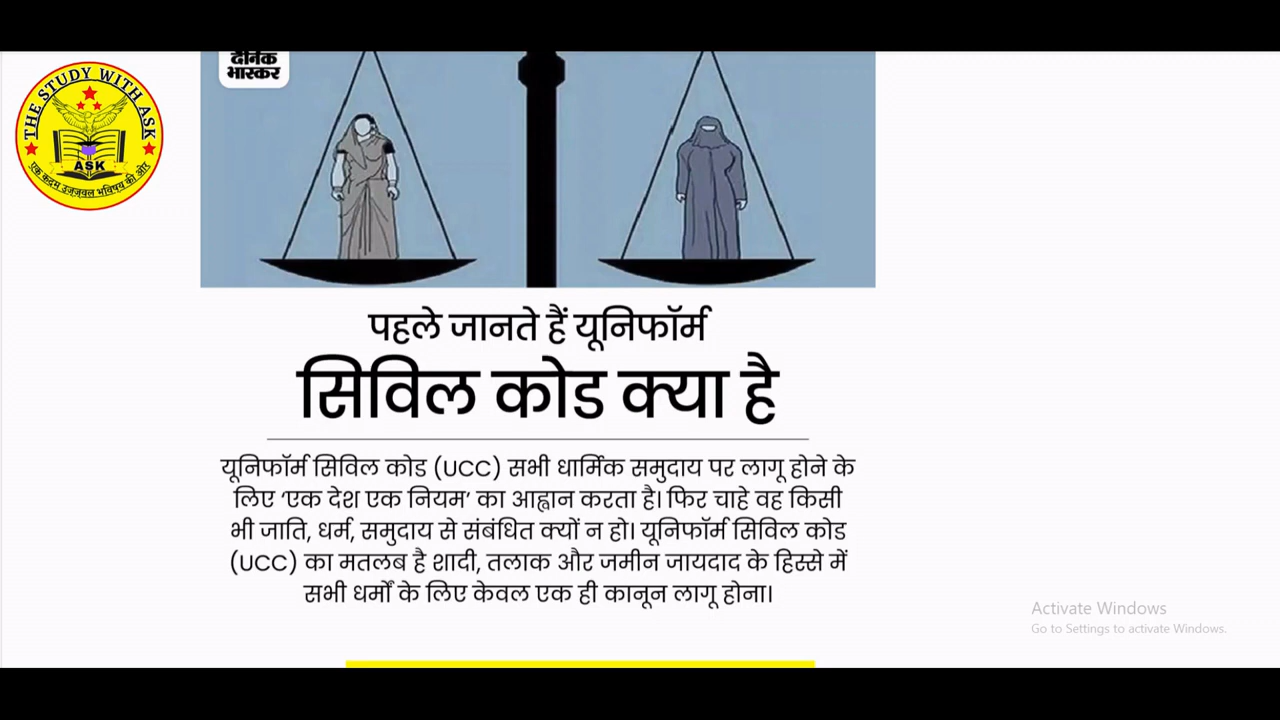 दैनिक
भास्कर
THE STUDY WITH ASK
ASK
एक कदम उज्जवल भविष्य की ओर
पहले जानते हैं यूनिफॉर्म
सिविल कोड क्या है
यूनिफॉर्म सिविल कोड (UCC) सभी धार्मिक समुदाय पर लागू होने के
लिए ‘एक देश एक नियम’ का आह्वान करता है। फिर चाहे वह किसी
भी जाति, धर्म, समुदाय से संबंधित क्यों न हो। यूनिफॉर्म सिविल कोड
(UCC) का मतलब है शादी, तलाक और जमीन जायदाद के हिस्से में
सभी धर्मों के लिए केवल एक ही कानून लागू होना।
Activate Windows
Go to Settings to activate Windows.